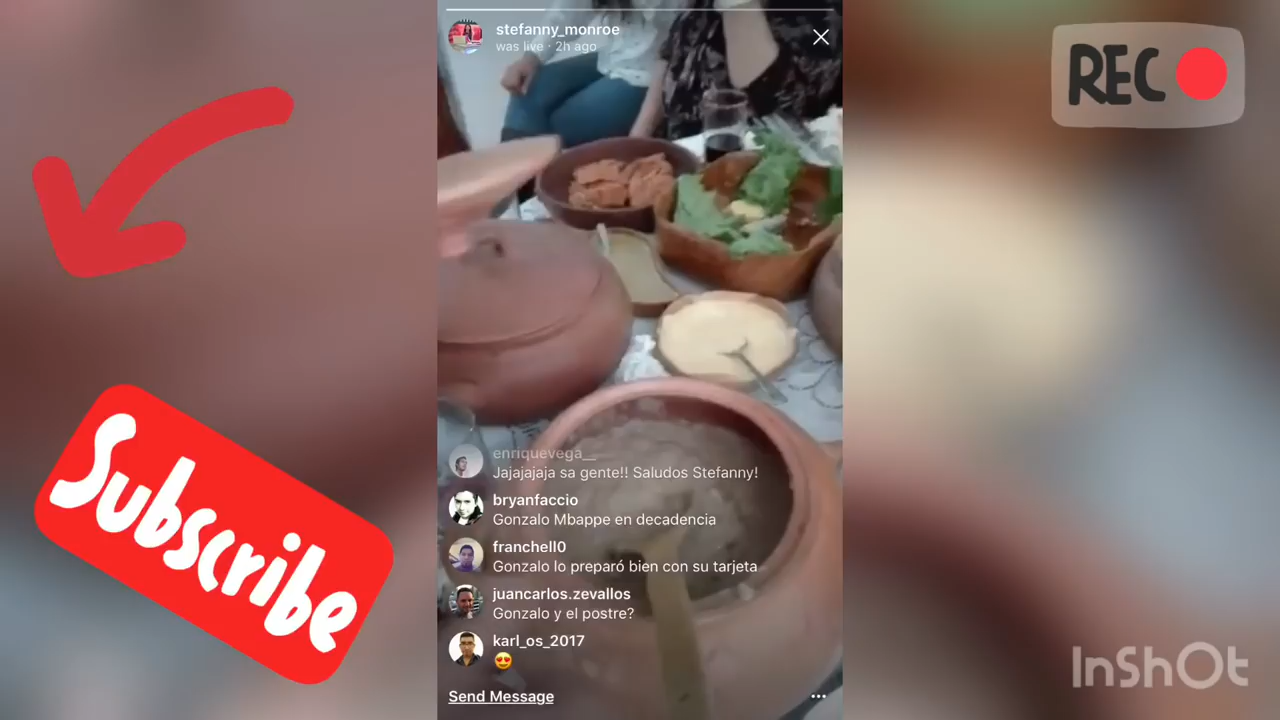 stefanny_monroe
was live · 2h ago
REC
Subscribe
enriquevega__
Jajajajaja sa gente!! Saludos Stefanny!
bryanfaccio
Gonzalo Mbappe en decadencia
franchell0
Gonzalo lo preparó bien con su tarjeta
juancarlos.zevallos
Gonzalo y el postre?
karl_os_2017
😍
Send Message
InShOt